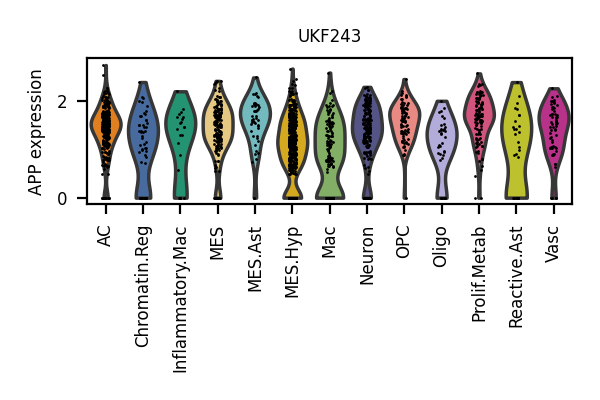 UKF243
APP expression
2
0
AC
Chromatin.Reg
Inflammatory.Mac
MES
MES.Ast
MES.Hyp
Mac
Neuron
OPC
Oligo
Prolif.Metab
Reactive.Ast
Vasc